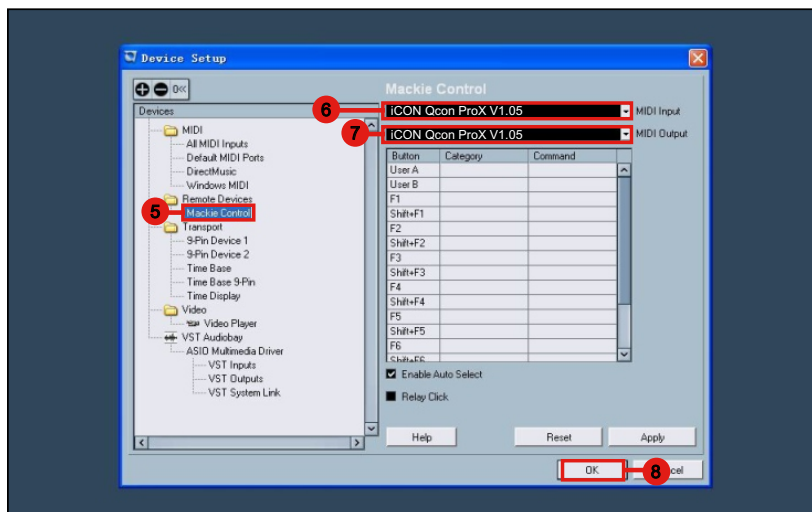 Device Setup
Mackie Control
Devices
6
iCON Qcon ProX V1.05
MIDI Input
7
iCON Qcon ProX V1.05
MIDI Output
MIDI
All MIDI Inputs
Default MIDI Ports
DirectMusic
Windows MIDI
Remote Devices
5
Mackie Control
Transport
9-Pin Device 1
9-Pin Device 2
Time Base
Time Base 9-Pin
Time Display
Video
Video Player
VST Audiobay
ASIO Multimedia Driver
VST Inputs
VST Outputs
VST System Link
Button Category Command
User A
User B
F1
Shift+F1
F2
Shift+F2
F3
Shift+F3
F4
Shift+F4
F5
Shift+F5
F6
Shift+F6
Enable Auto Select
Relay Click
Help Reset Apply
OK
8
cel